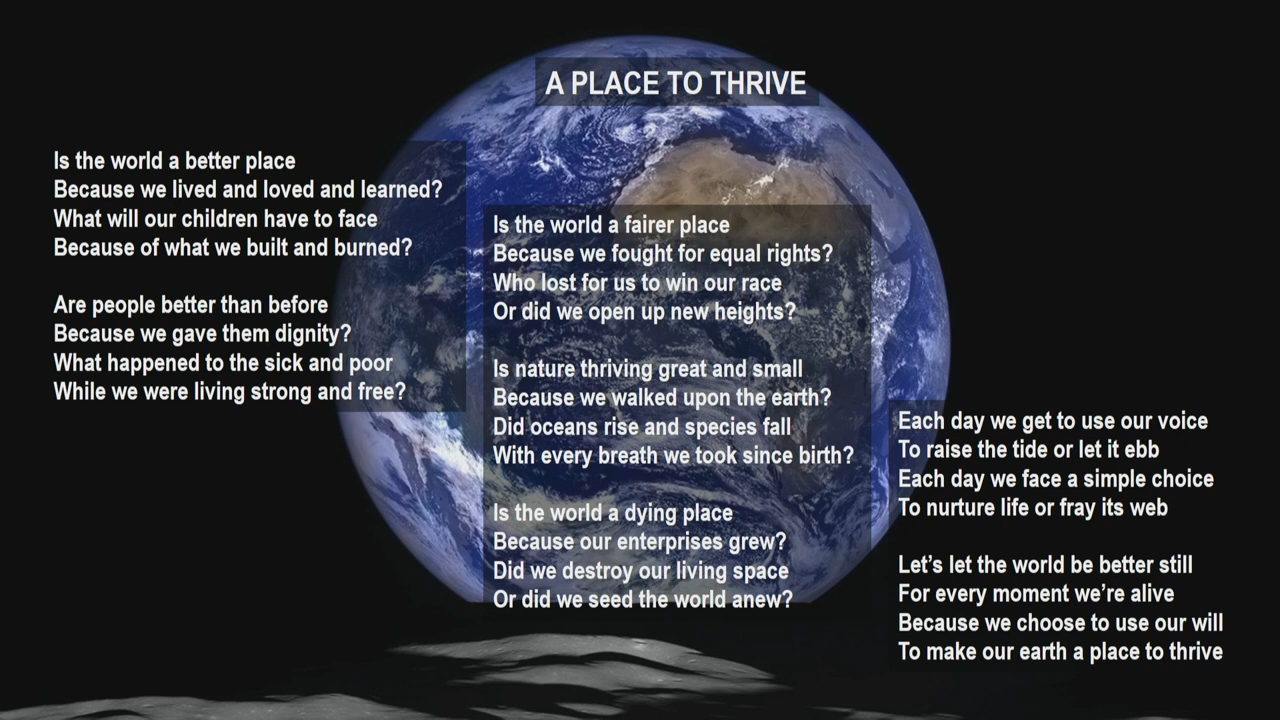 A PLACE TO THRIVE
Is the world a better place
Because we lived and loved and learned?
What will our children have to face
Because of what we built and burned?
Are people better than before
Because we gave them dignity?
What happened to the sick and poor
While we were living strong and free?
Is the world a fairer place
Because we fought for equal rights?
Who lost for us to win our race
Or did we open up new heights?
Is nature thriving great and small
Because we walked upon the earth?
Did oceans rise and species fall
With every breath we took since birth?
Is the world a dying place
Because our enterprises grew?
Did we destroy our living space
Or did we seed the world anew?
Each day we get to use our voice
To raise the tide or let it ebb
Each day we face a simple choice
To nurture life or fray its web
Let’s let the world be better still
For every moment we’re alive
Because we choose to use our will
To make our earth a place to thrive